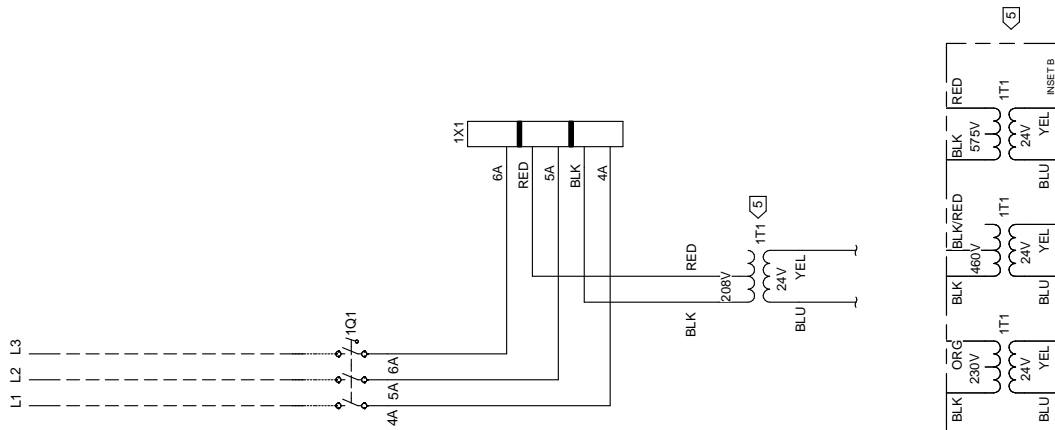 L1
L2
L3
1Q1
4A
5A
6A
1X1
6A
RED
5A
BLK
4A
BLK
RED
208V
1T1
5
24V
BLU
YEL
5
BLK
ORG
230V
1T1
24V
BLU
YEL
BLK
BLK/RED
460V
1T1
24V
BLU
YEL
BLK
RED
575V
1T1
24V
BLU
YEL
INSET B